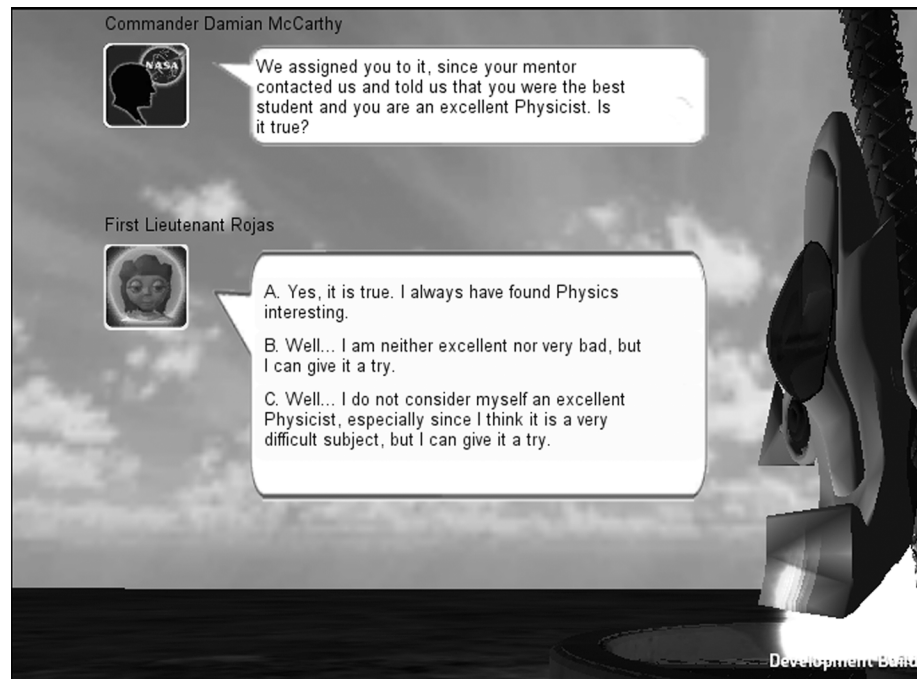 Commander Damian McCarthy
NASA
We assigned you to it, since your mentor
contacted us and told us that you were the best
student and you are an excellent Physicist. Is
it true?
First Lieutenant Rojas
A. Yes, it is true. I always have found Physics
interesting.
B. Well... I am neither excellent nor very bad, but
I can give it a try.
C. Well... I do not consider myself an excellent
Physicist, especially since I think it is a very
difficult subject, but I can give it a try.
Development Build